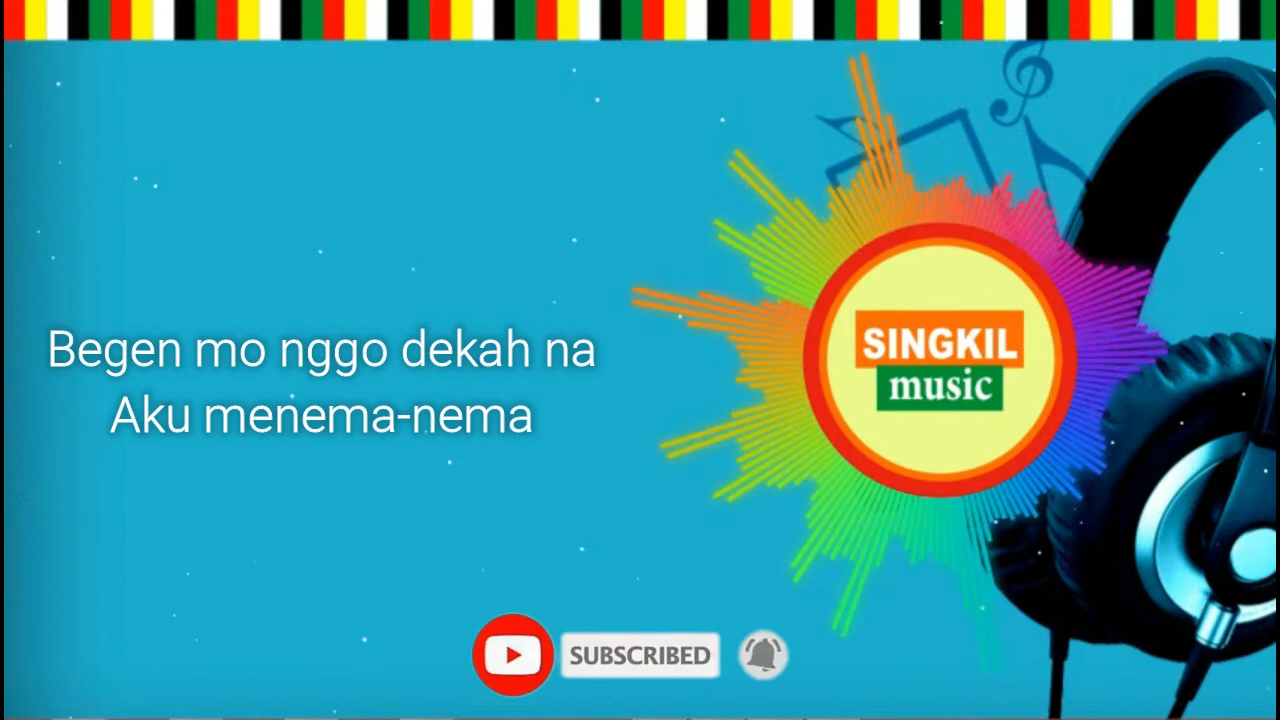 Begen mo nggo dekah na
Aku menema-nema
SINGKIL
music
SUBSCRIBED